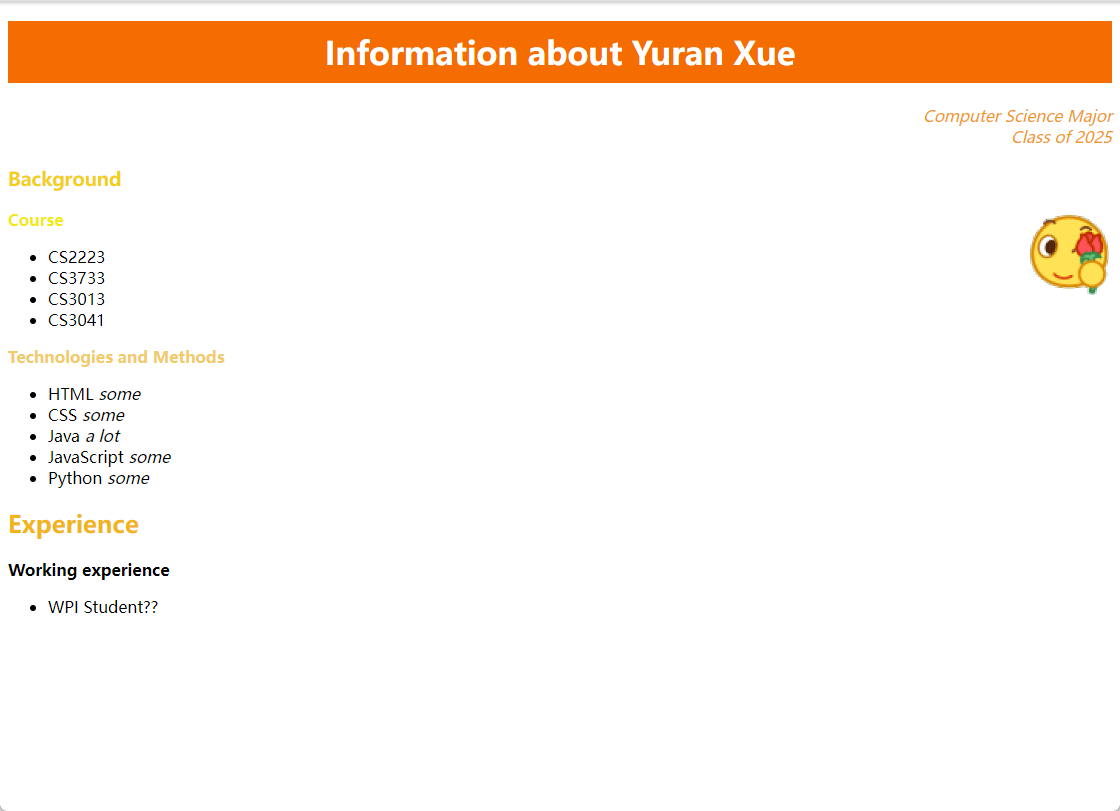 Information about Yuran Xue
Computer Science Major
Class of 2025
Background
Course
CS2223
CS3733
CS3013
CS3041
Technologies and Methods
HTML some
CSS some
Java a lot
JavaScript some
Python some
Experience
Working experience
WPI Student??